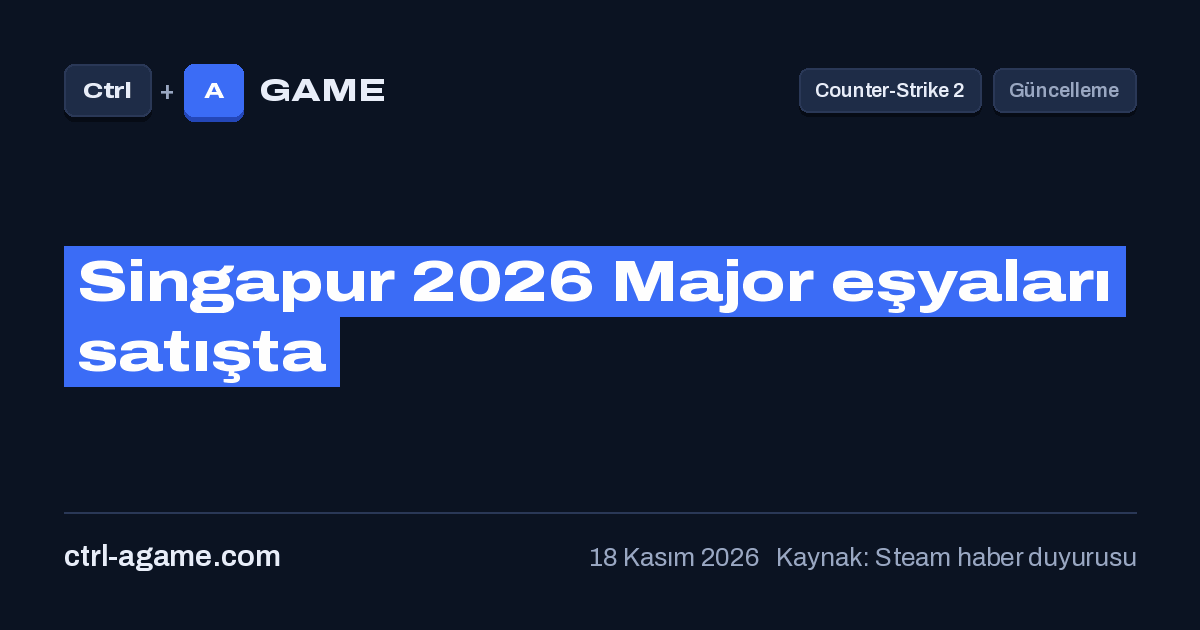 Ctrl + A GAME
Counter-Strike 2
Güncelleme
Singapur 2026 Major eşyaları
satışta
ctrl-agame.com
18 Kasım 2026 Kaynak: Steam haber duyurusu